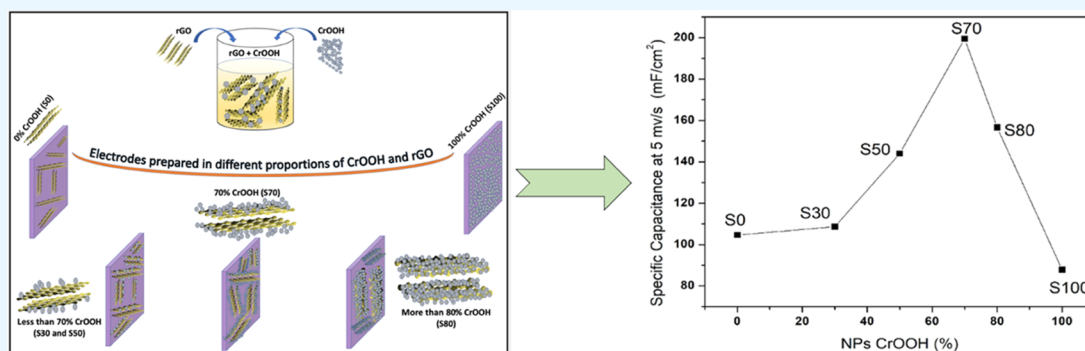 rGO
CrOOH
rGO + CrOOH
0% CrOOH (S0)
100% CrOOH (S100)
Electrodes prepared in different proportions of CrOOH and rGO
70% CrOOH (S70)
Less than 70% CrOOH
(S30 and S50)
More than 80% CrOOH
(S80)
Specific Capacitance at 5 mv/s (mF/cm²)
200
180
160
140
120
100
80
S0
S30
S50
S70
S80
S100
0
20
40
60
80
100
NPs CrOOH (%)